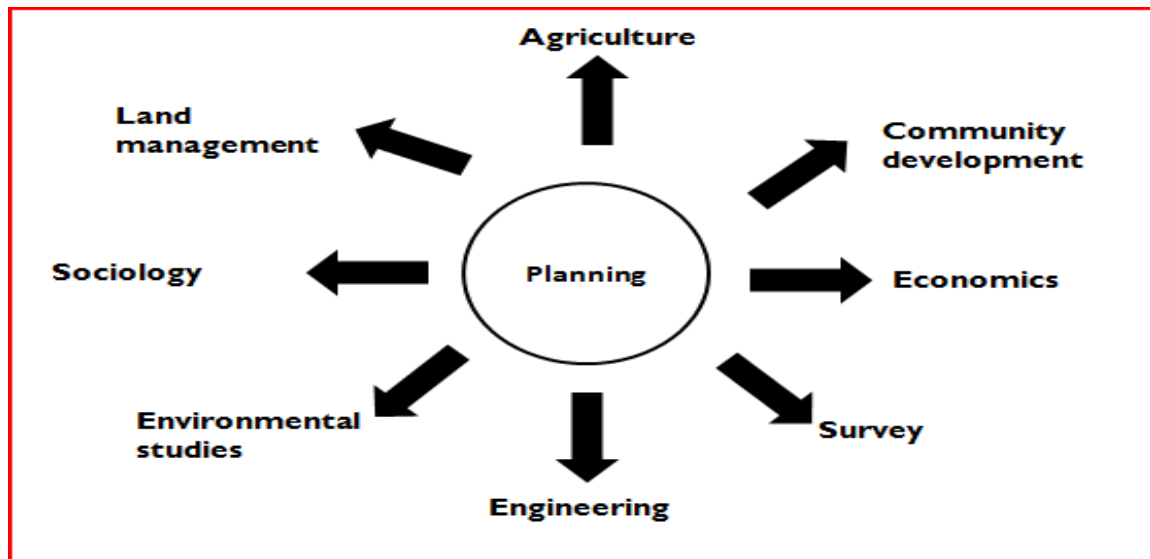 Agriculture
Land
management
Community
development
Sociology
Planning
Economics
Environmental
studies
Survey
Engineering